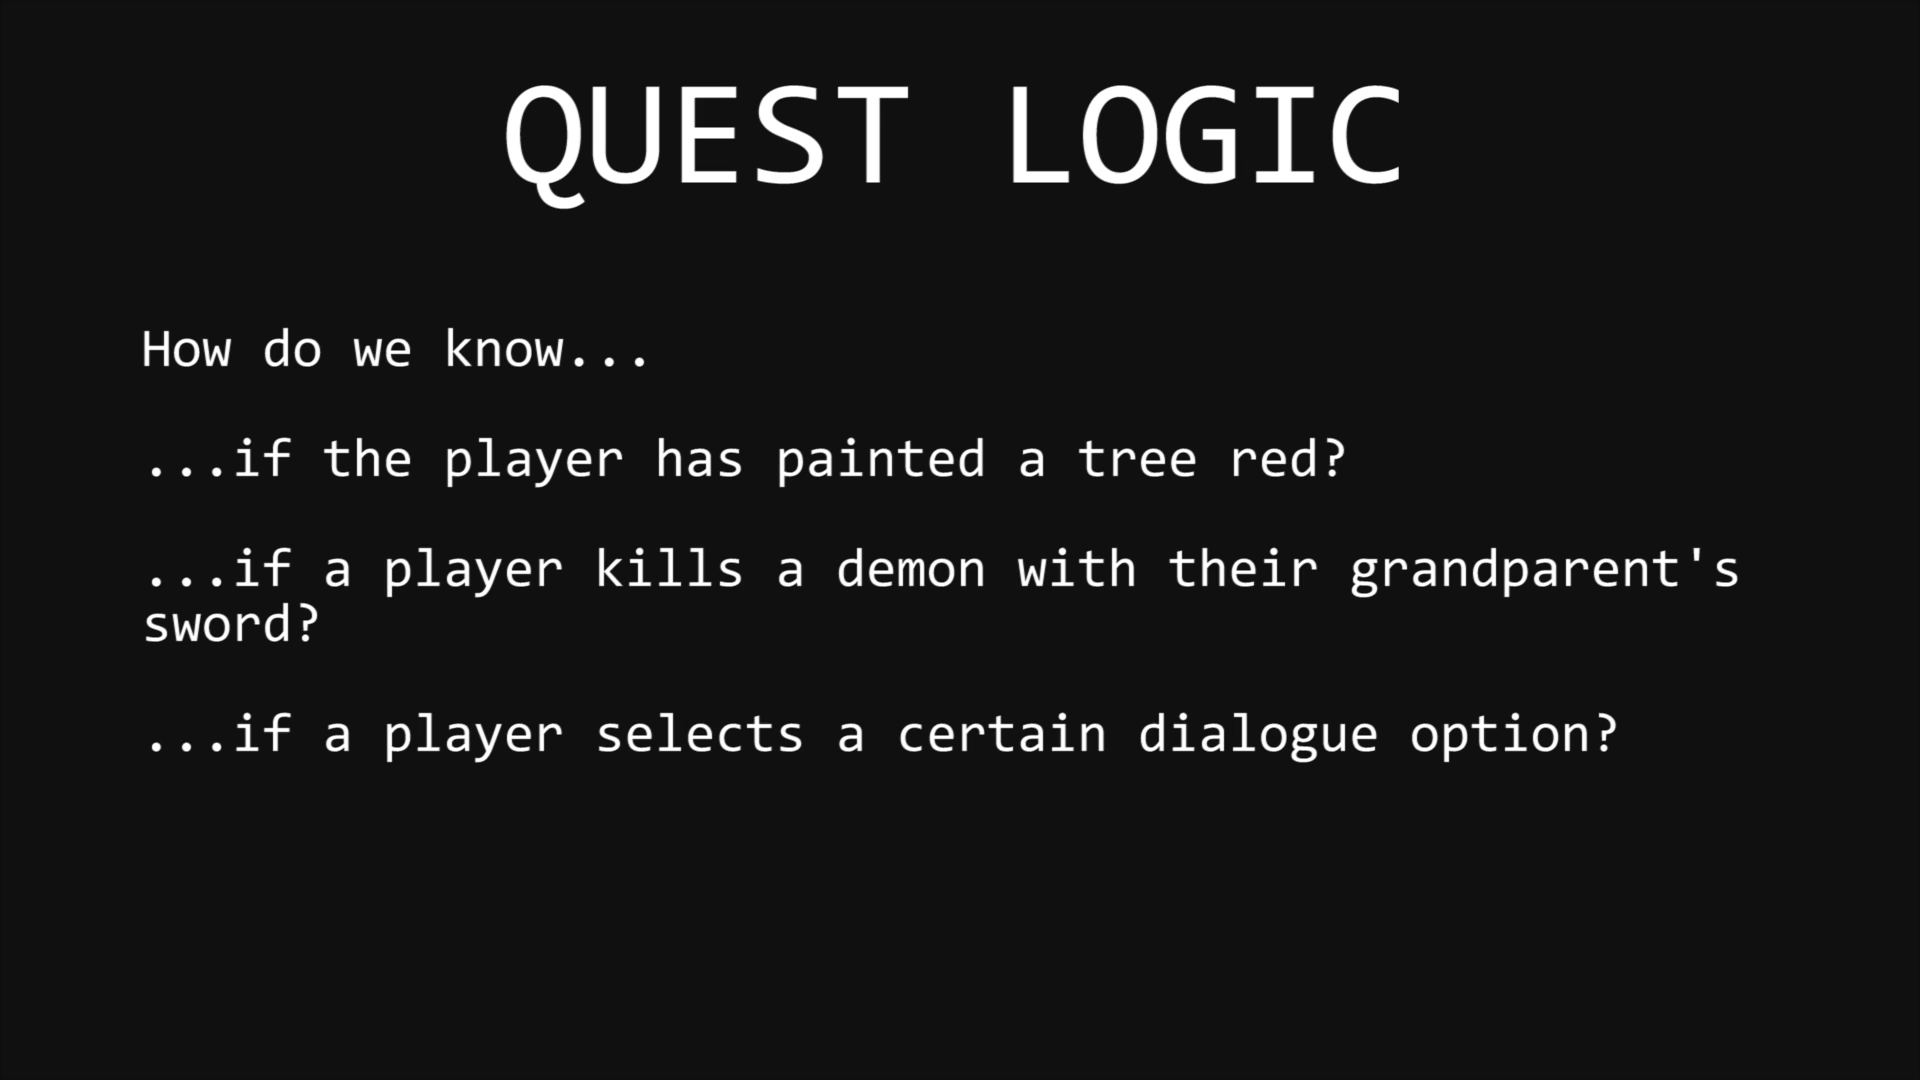 QUEST LOGIC
How do we know...
...if the player has painted a tree red?
...if a player kills a demon with their grandparent's
sword?
...if a player selects a certain dialogue option?